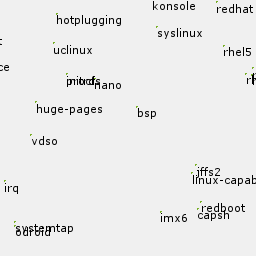 konsole
redhat
hotplugging
syslinux
uclinux
rhel5
ce
nano
huge-pages
bsp
vdso
jffs2
linux-capab
irq
redboot
capsh
imx6
systemtap
odroid